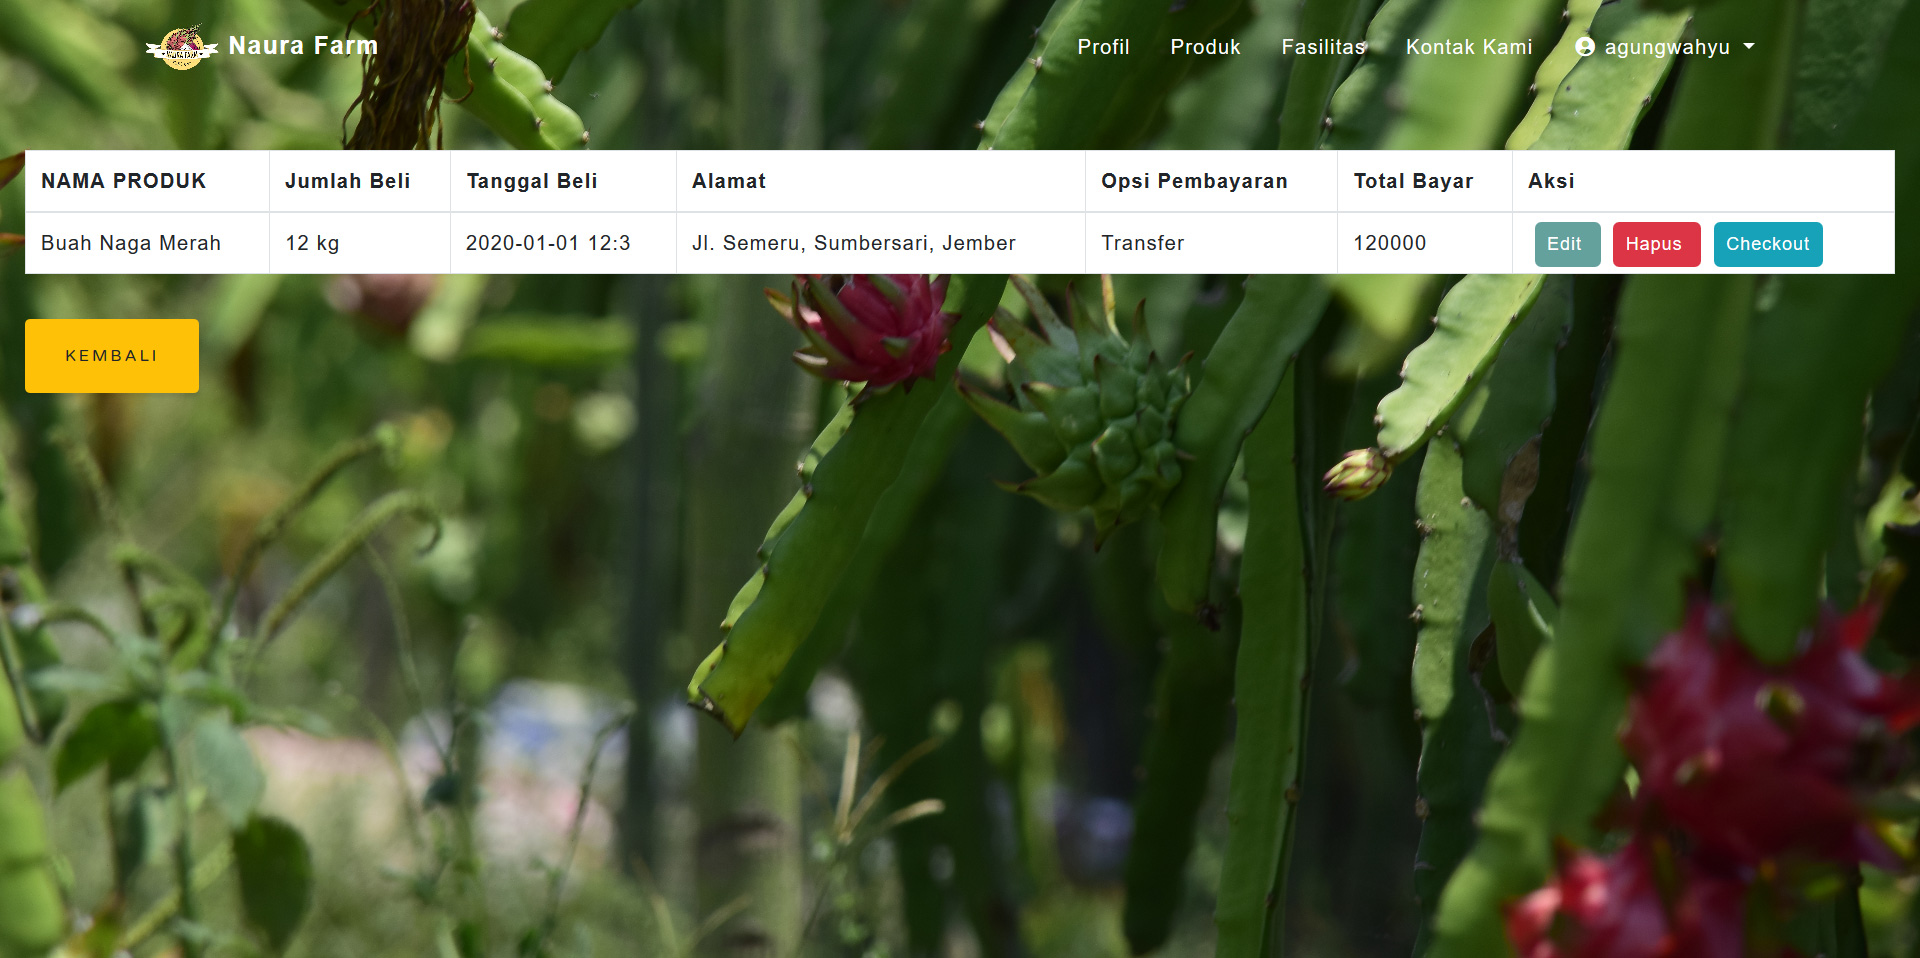 Naura Farm
Profil Produk Fasilitas Kontak Kami agungwahyu
NAMA PRODUK Jumlah Beli Tanggal Beli Alamat Opsi Pembayaran Total Bayar Aksi
Buah Naga Merah 12 kg 2020-01-01 12:3 Jl. Semeru, Sumbersari, Jember Transfer 120000 Edit Hapus Checkout
KEMBALI